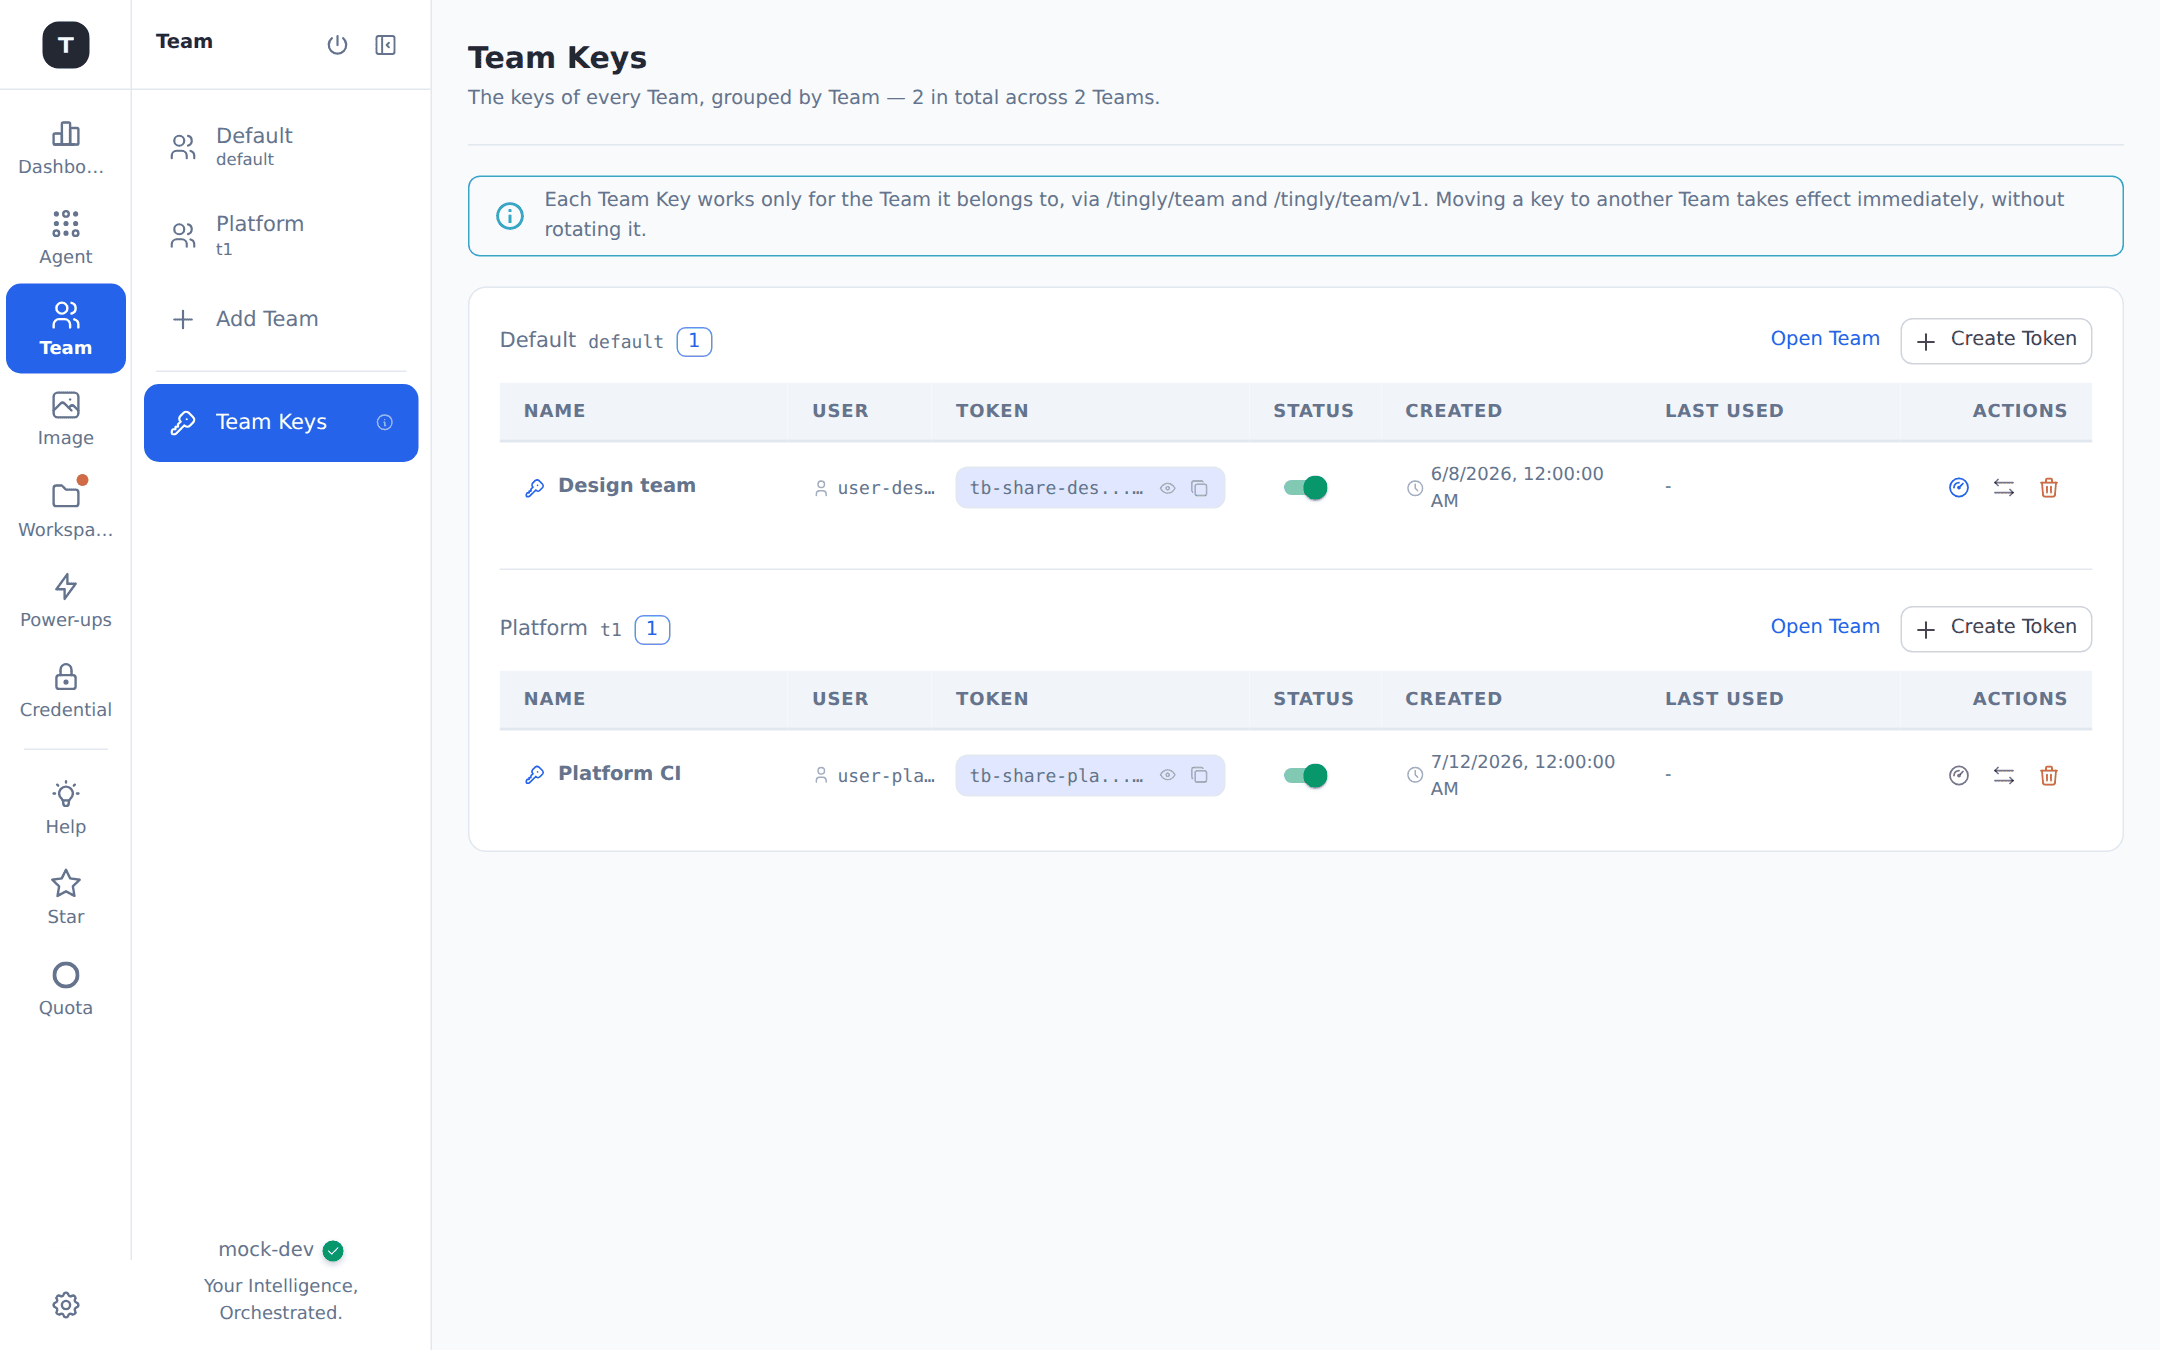 T
Team
Dashbo...
Agent
Team
Image
Workspa...
Power-ups
Credential
Help
Star
Quota
Default
default
Platform
t1
Add Team
Team Keys
mock-dev
Your Intelligence,
Orchestrated.
Team Keys
The keys of every Team, grouped by Team — 2 in total across 2 Teams.
Each Team Key works only for the Team it belongs to, via /tingly/team and /tingly/team/v1. Moving a key to another Team takes effect immediately, without
rotating it.
Default default 1 Open Team Create Token
NAME USER TOKEN STATUS CREATED LAST USED ACTIONS
Design team user-des… tb-share-des...… 6/8/2026, 12:00:00 -
AM
Platform t1 1 Open Team Create Token
NAME USER TOKEN STATUS CREATED LAST USED ACTIONS
Platform CI user-pla… tb-share-pla...… 7/12/2026, 12:00:00 -
AM